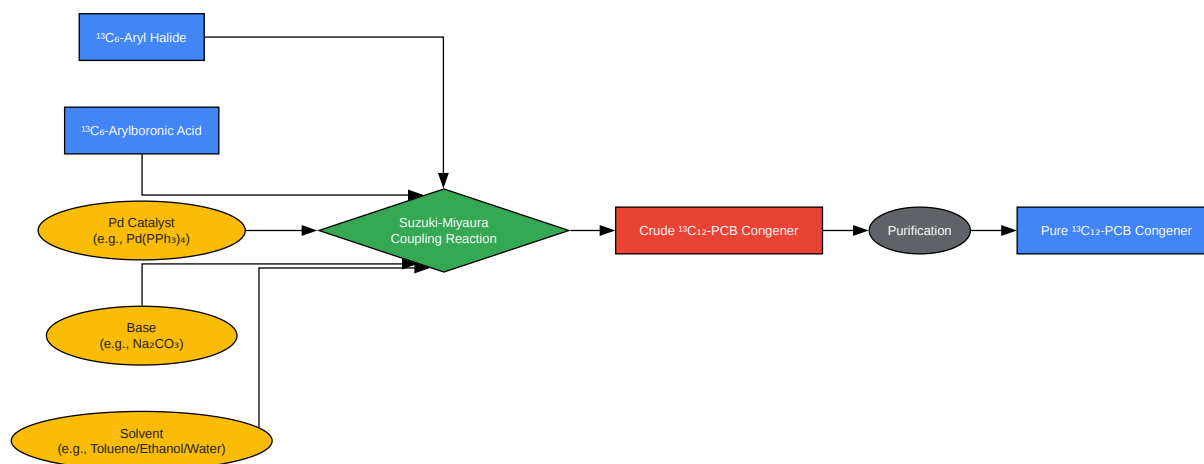 ¹³C₆-Aryl Halide
¹³C₆-Arylboronic Acid
Pd Catalyst
(e.g., Pd(PPh₃)₄)
Base
(e.g., Na₂CO₃)
Solvent
(e.g., Toluene/Ethanol/Water)
Suzuki-Miyaura
Coupling Reaction
Crude ¹³C₁₂-PCB Congener
Purification
Pure ¹³C₁₂-PCB Congener